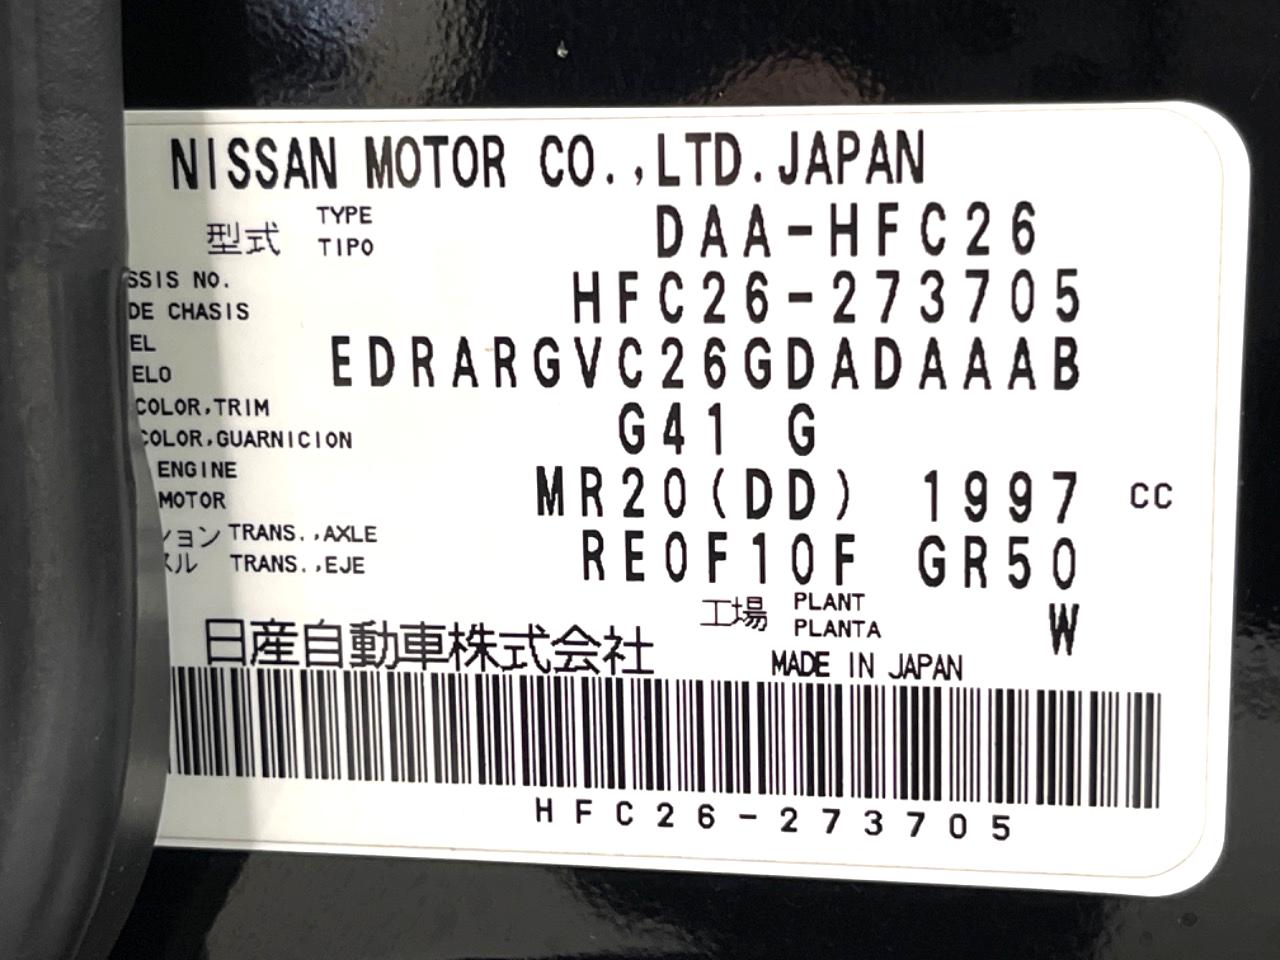 NISSAN MOTOR CO.,LTD.JAPAN
型式 TYPE TIPO DAA-HFC26
SSIS NO.
DE CHASIS HFC26-273705
EL
ELO EDRARGVC26GDADAAAB
COLOR,TRIM
COLOR,GUARNICION G41 G
ENGINE
MOTOR MR20(DD) 1997 CC
ション TRANS.,AXLE
スル TRANS.,EJE RE0F10F GR50
工場 PLANT PLANTA W
日産自動車株式会社 MADE IN JAPAN
HFC26-273705